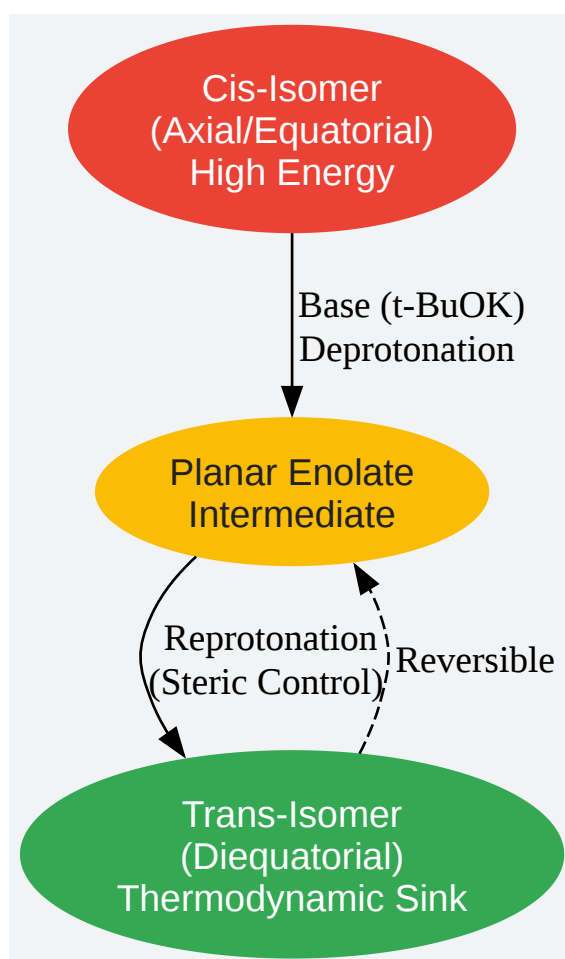 Cis-Isomer
(Axial/Equatorial)
High Energy
Base (t-BuOK)
Deprotonation
Planar Enolate
Intermediate
Reprotonation
(Steric Control)
Reversible
Trans-Isomer
(Diequatorial)
Thermodynamic Sink